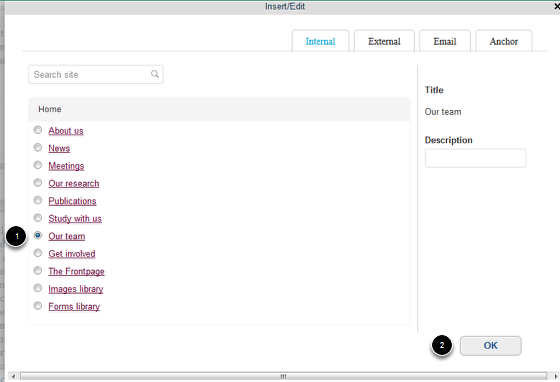 Insert/Edit
Internal External Email Anchor
Search site
Title
Home
Our team
About us
News
Description
Meetings
Our research
Publications
Study with us
1 Our team
Get involved
The Frontpage
Images library
Forms library
2 OK